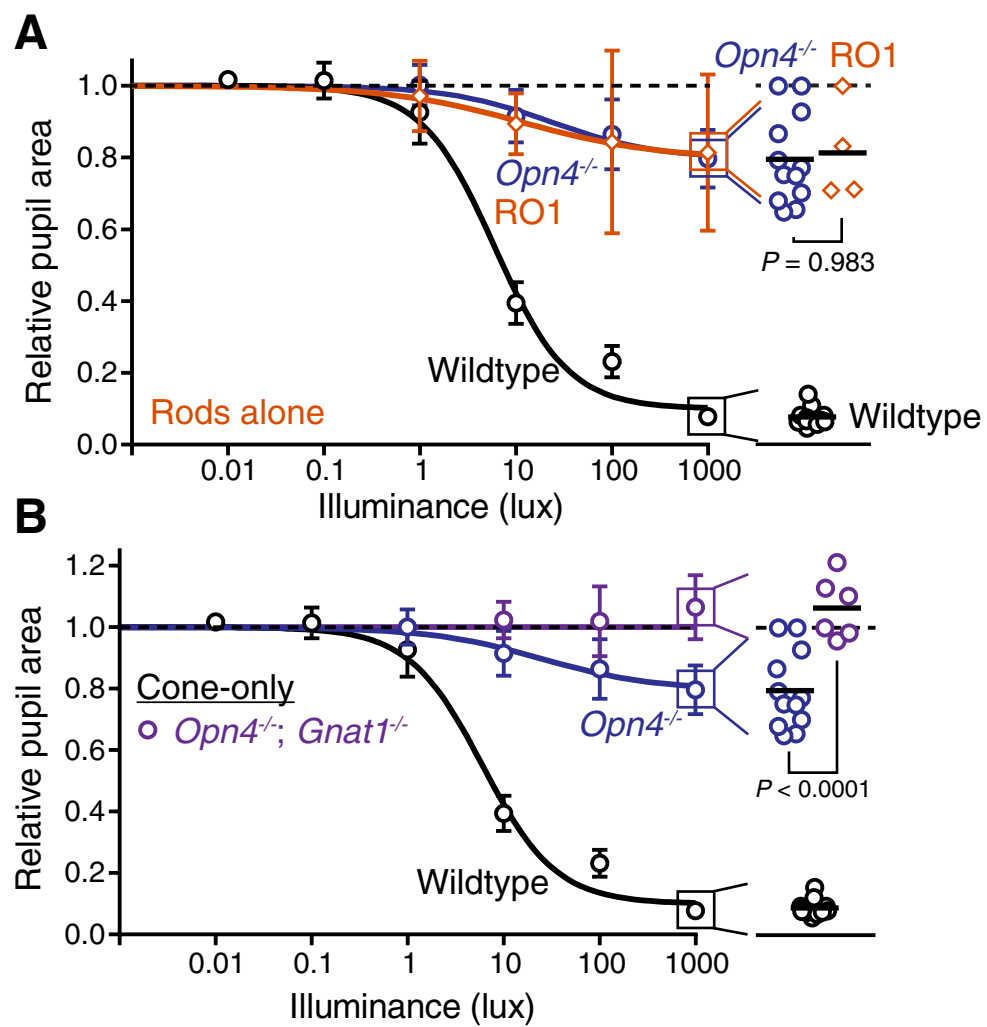 A
Opn4-/- RO1
1.0
0.8
0.6
0.4
0.2
0.0
Relative pupil area
Opn4-/-
RO1
P = 0.983
Wildtype
Wildtype
Rods alone
0.01 0.1 1 10 100 1000
Illuminance (lux)
B
1.2
1.0
0.8
0.6
0.4
0.2
0.0
Relative pupil area
Cone-only
Opn4-/-; Gnat1-/-
Opn4-/-
P < 0.0001
Wildtype
0.01 0.1 1 10 100 1000
Illuminance (lux)